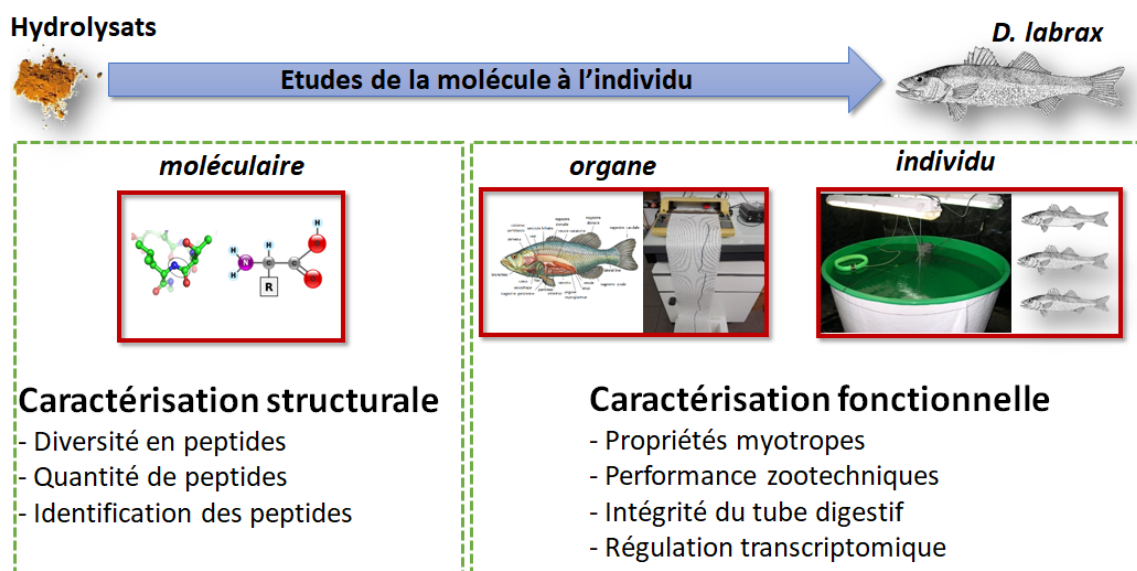 Hydrolysats
D. labrax
Etudes de la molécule à l'individu
moléculaire
organe
individu
H
O
H
H
N
C
C
H
O
R
Caractérisation structurale
- Diversité en peptides
- Quantité de peptides
- Identification des peptides
Caractérisation fonctionnelle
- Propriétés myotropes
- Performance zootechniques
- Intégrité du tube digestif
- Régulation transcriptomique